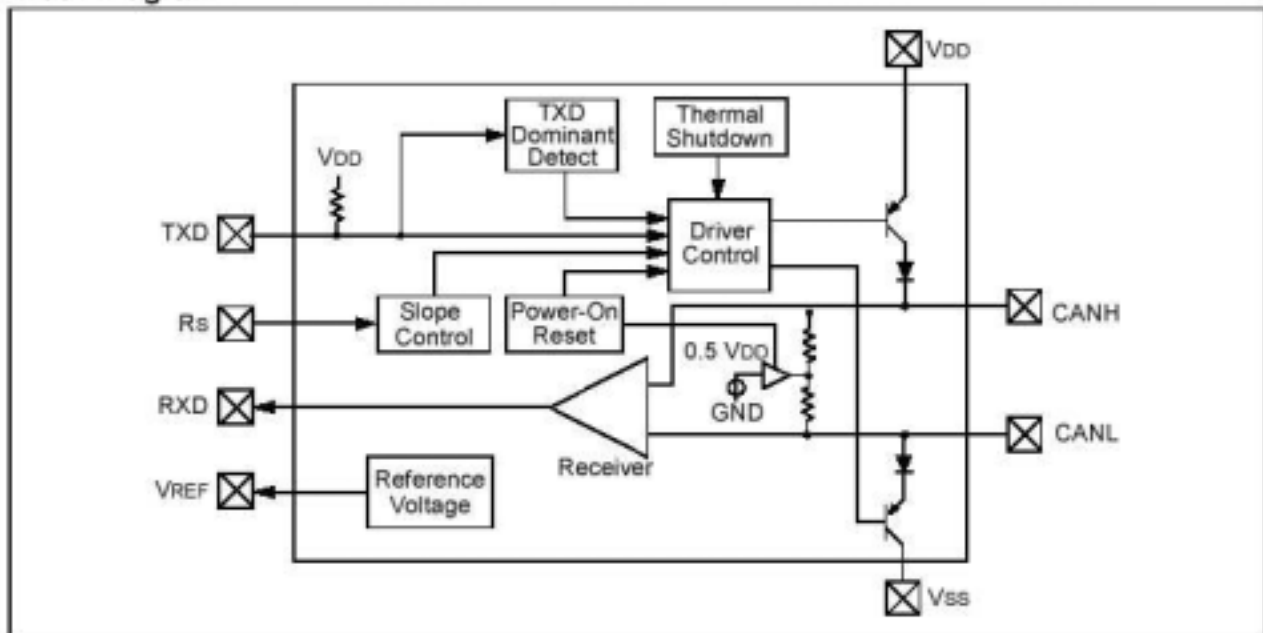 VDD
TXD
Dominant
Detect
Thermal
Shutdown
VDD
TXD
Driver
Control
Rs
Slope
Control
Power-On
Reset
CANH
0.5 VDD
GND
RXD
CANL
Receiver
VREF
Reference
Voltage
VSS